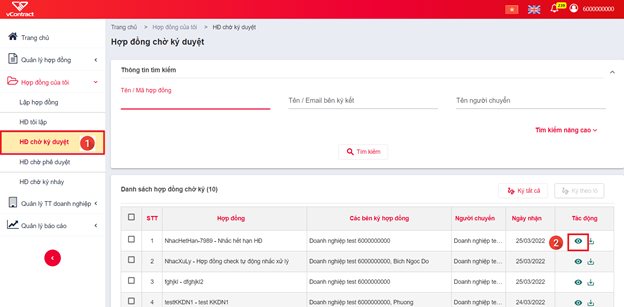 vContract
238
6000000000
Trang chủ
Quản lý hợp đồng
Hợp đồng của tôi
Lập hợp đồng
HĐ tôi lập
HĐ chờ ký duyệt
1
HĐ chờ phê duyệt
HĐ chờ ký nháy
Quản lý TT doanh nghiệp
Quản lý báo cáo
Trang chủ > Hợp đồng của tôi > HĐ chờ ký duyệt
Hợp đồng chờ ký duyệt
Thông tin tìm kiếm
Tên / Mã hợp đồng
Tên / Email bên ký kết
Tên người chuyển
Tìm kiếm nâng cao
Tìm kiếm
Danh sách hợp đồng chờ ký (10)
Ký tất cả
Ký theo lô
STT Hợp đồng Các bên ký hợp đồng Người chuyển Ngày nhận Tác động
1 NhacHetHan-7989 - Nhắc hết hạn HĐ Doanh nghiệp test 6000000000 Doanh nghiệp te... 25/03/2022
2
2 NhacXuLy - Hợp đồng check tự động nhắc xử lý Doanh nghiệp test 6000000000, Bich Ngoc Do Doanh nghiệp te... 25/03/2022
3 fghjkl - dfghjkl2 Doanh nghiệp test 6000000000 Doanh nghiệp te... 25/03/2022
4 testKKDN1 - test KKDN1 Doanh nghiệp test 6000000000, Phuong Doanh nghiệp te... 24/03/2022